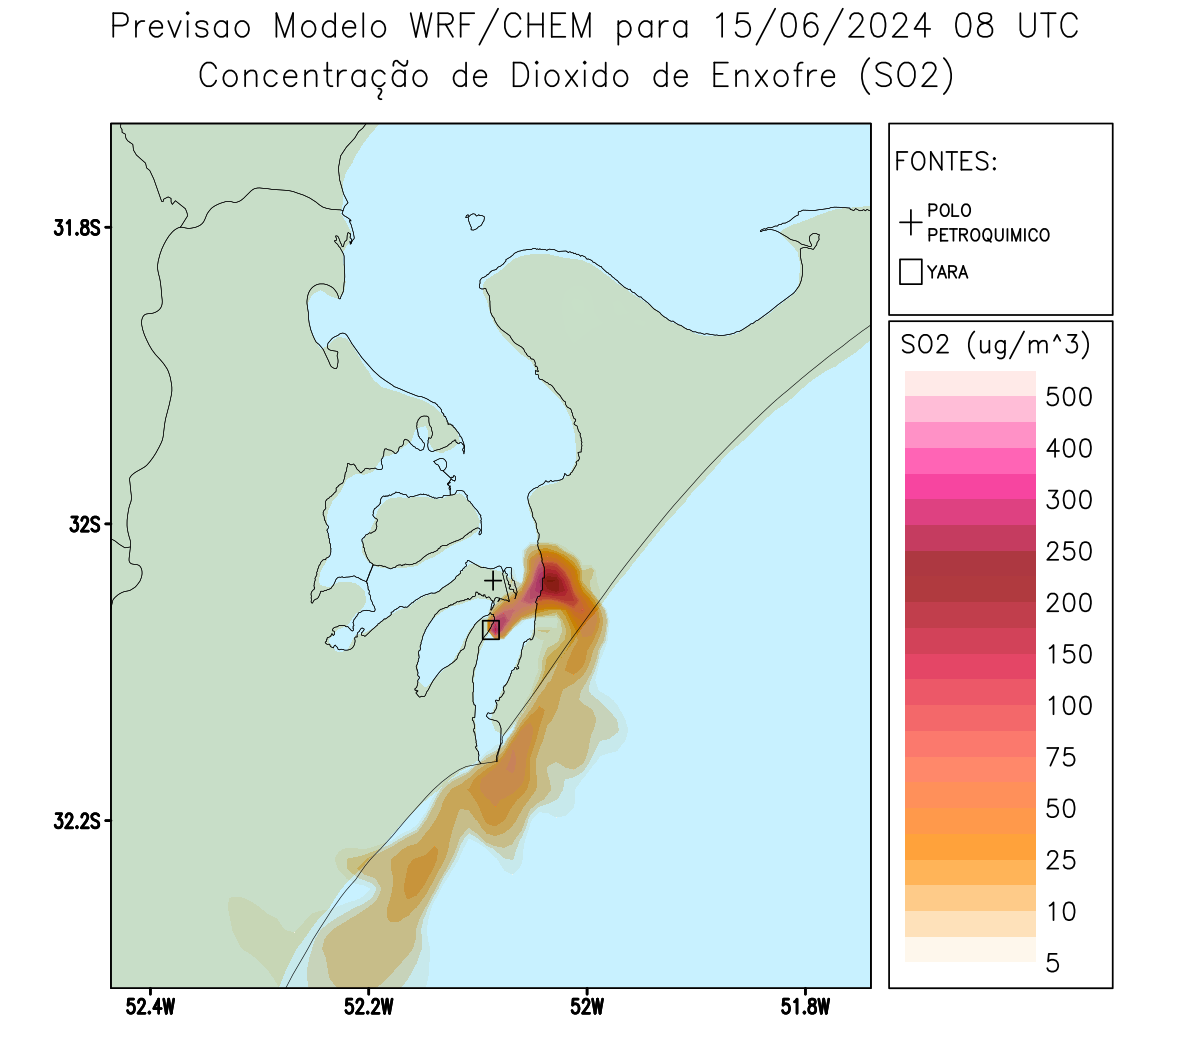 Previsao Modelo WRF/CHEM para 15/06/2024 08 UTC
Concentração de Dioxido de Enxofre (SO2)
FONTES:
POLO
PETROQUIMICO
YARA
SO2 (ug/m^3)
500
400
300
250
200
150
100
75
50
25
10
5
31.8S
32S
32.2S
52.4W
52.2W
52W
51.8W